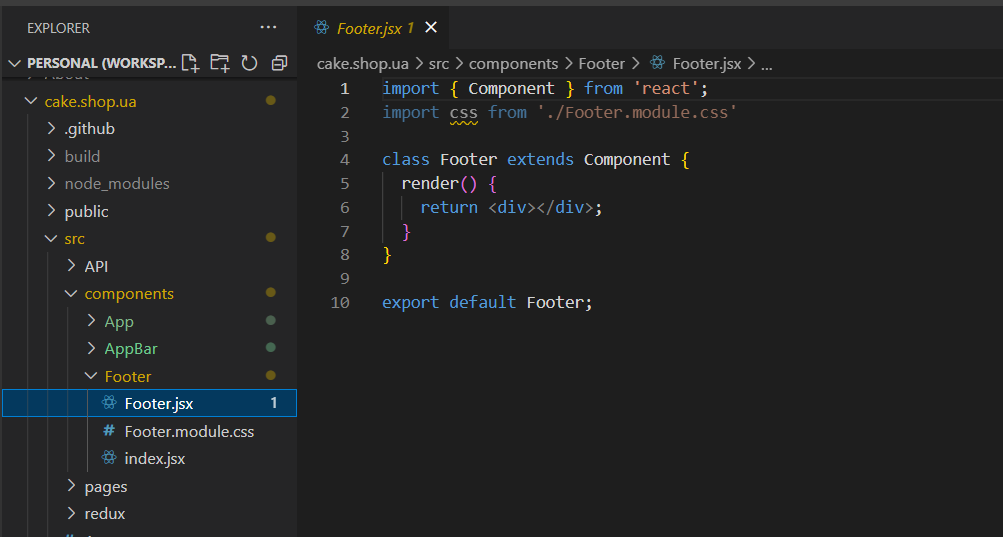 EXPLORER
PERSONAL (WORKSP...
cake.shop.ua
.github
build
node_modules
public
src
API
components
App
AppBar
Footer
Footer.jsx 1
Footer.module.css
index.jsx
pages
redux
Footer.jsx 1
cake.shop.ua > src > components > Footer > Footer.jsx > ...
1 import { Component } from 'react';
2 import css from './Footer.module.css'
3
4 class Footer extends Component {
5 render() {
6 return <div></div>;
7 }
8 }
9
10 export default Footer;